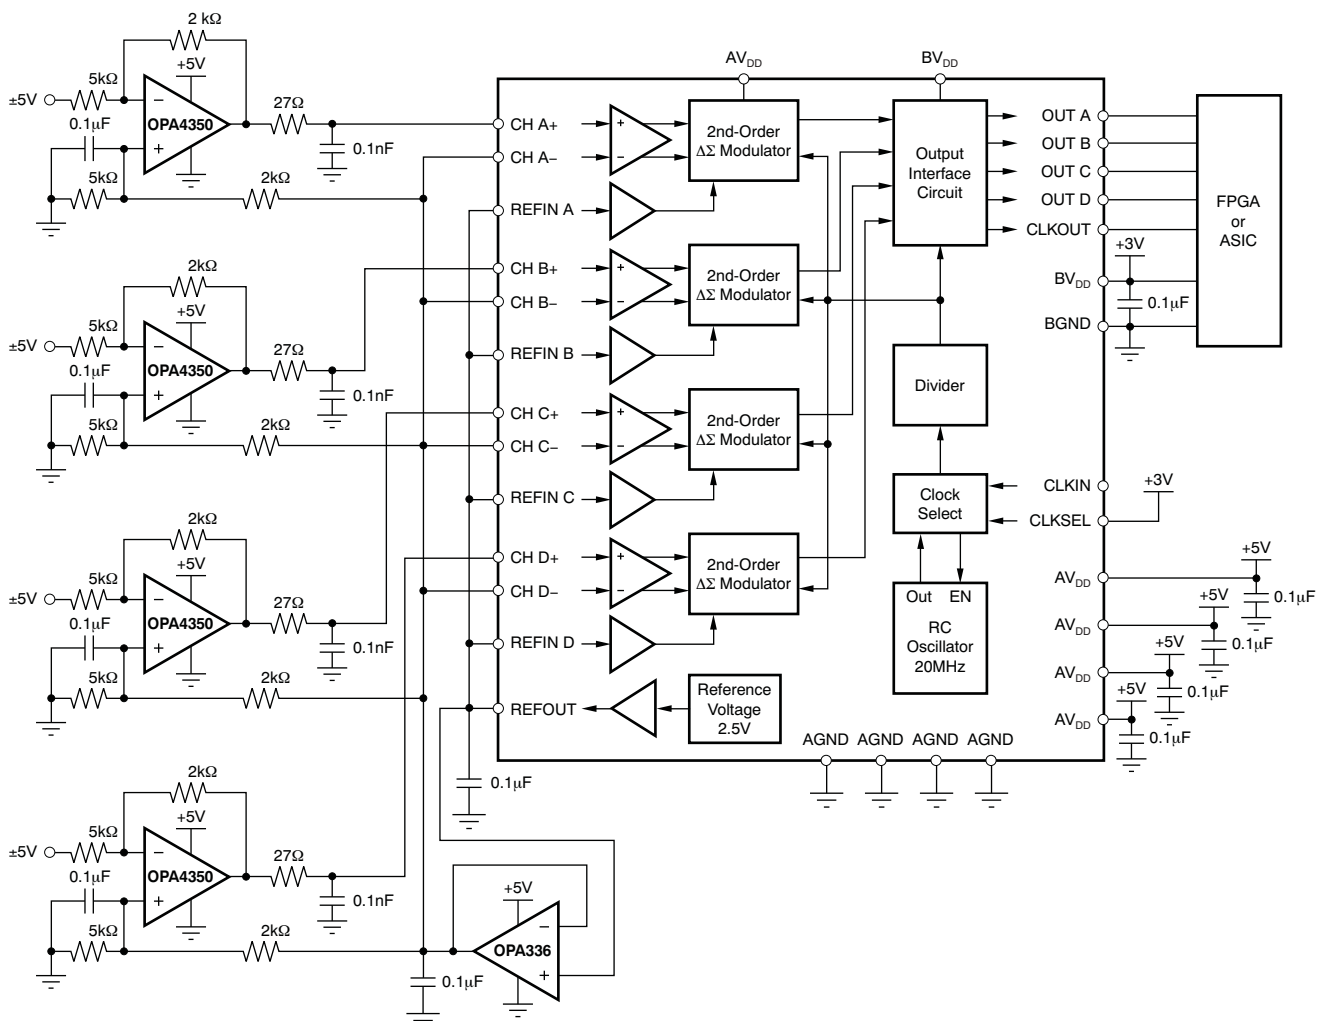 2 kΩ
+5V
5kΩ
±5V
0.1μF
OPA4350
27Ω
0.1nF
5kΩ
2kΩ
2kΩ
+5V
5kΩ
±5V
0.1μF
OPA4350
27Ω
0.1nF
5kΩ
2kΩ
2kΩ
+5V
5kΩ
±5V
0.1μF
OPA4350
27Ω
0.1nF
5kΩ
2kΩ
2kΩ
+5V
5kΩ
±5V
0.1μF
OPA4350
27Ω
0.1nF
5kΩ
2kΩ
0.1μF
0.1μF
+5V
OPA336
AVDD
BVDD
CH A+
CH A−
REFIN A
2nd-Order
ΔΣ Modulator
CH B+
CH B−
REFIN B
2nd-Order
ΔΣ Modulator
CH C+
CH C−
REFIN C
2nd-Order
ΔΣ Modulator
CH D+
CH D−
REFIN D
2nd-Order
ΔΣ Modulator
REFOUT
Reference
Voltage
2.5V
Output
Interface
Circuit
Divider
Clock
Select
Out EN
RC
Oscillator
20MHz
OUT A
OUT B
OUT C
OUT D
CLKOUT
+3V
BVDD
0.1μF
BGND
FPGA
or
ASIC
CLKIN
+3V
CLKSEL
+5V
AVDD
0.1μF
+5V
AVDD
0.1μF
+5V
AVDD
0.1μF
+5V
AVDD
0.1μF
AGND AGND AGND AGND